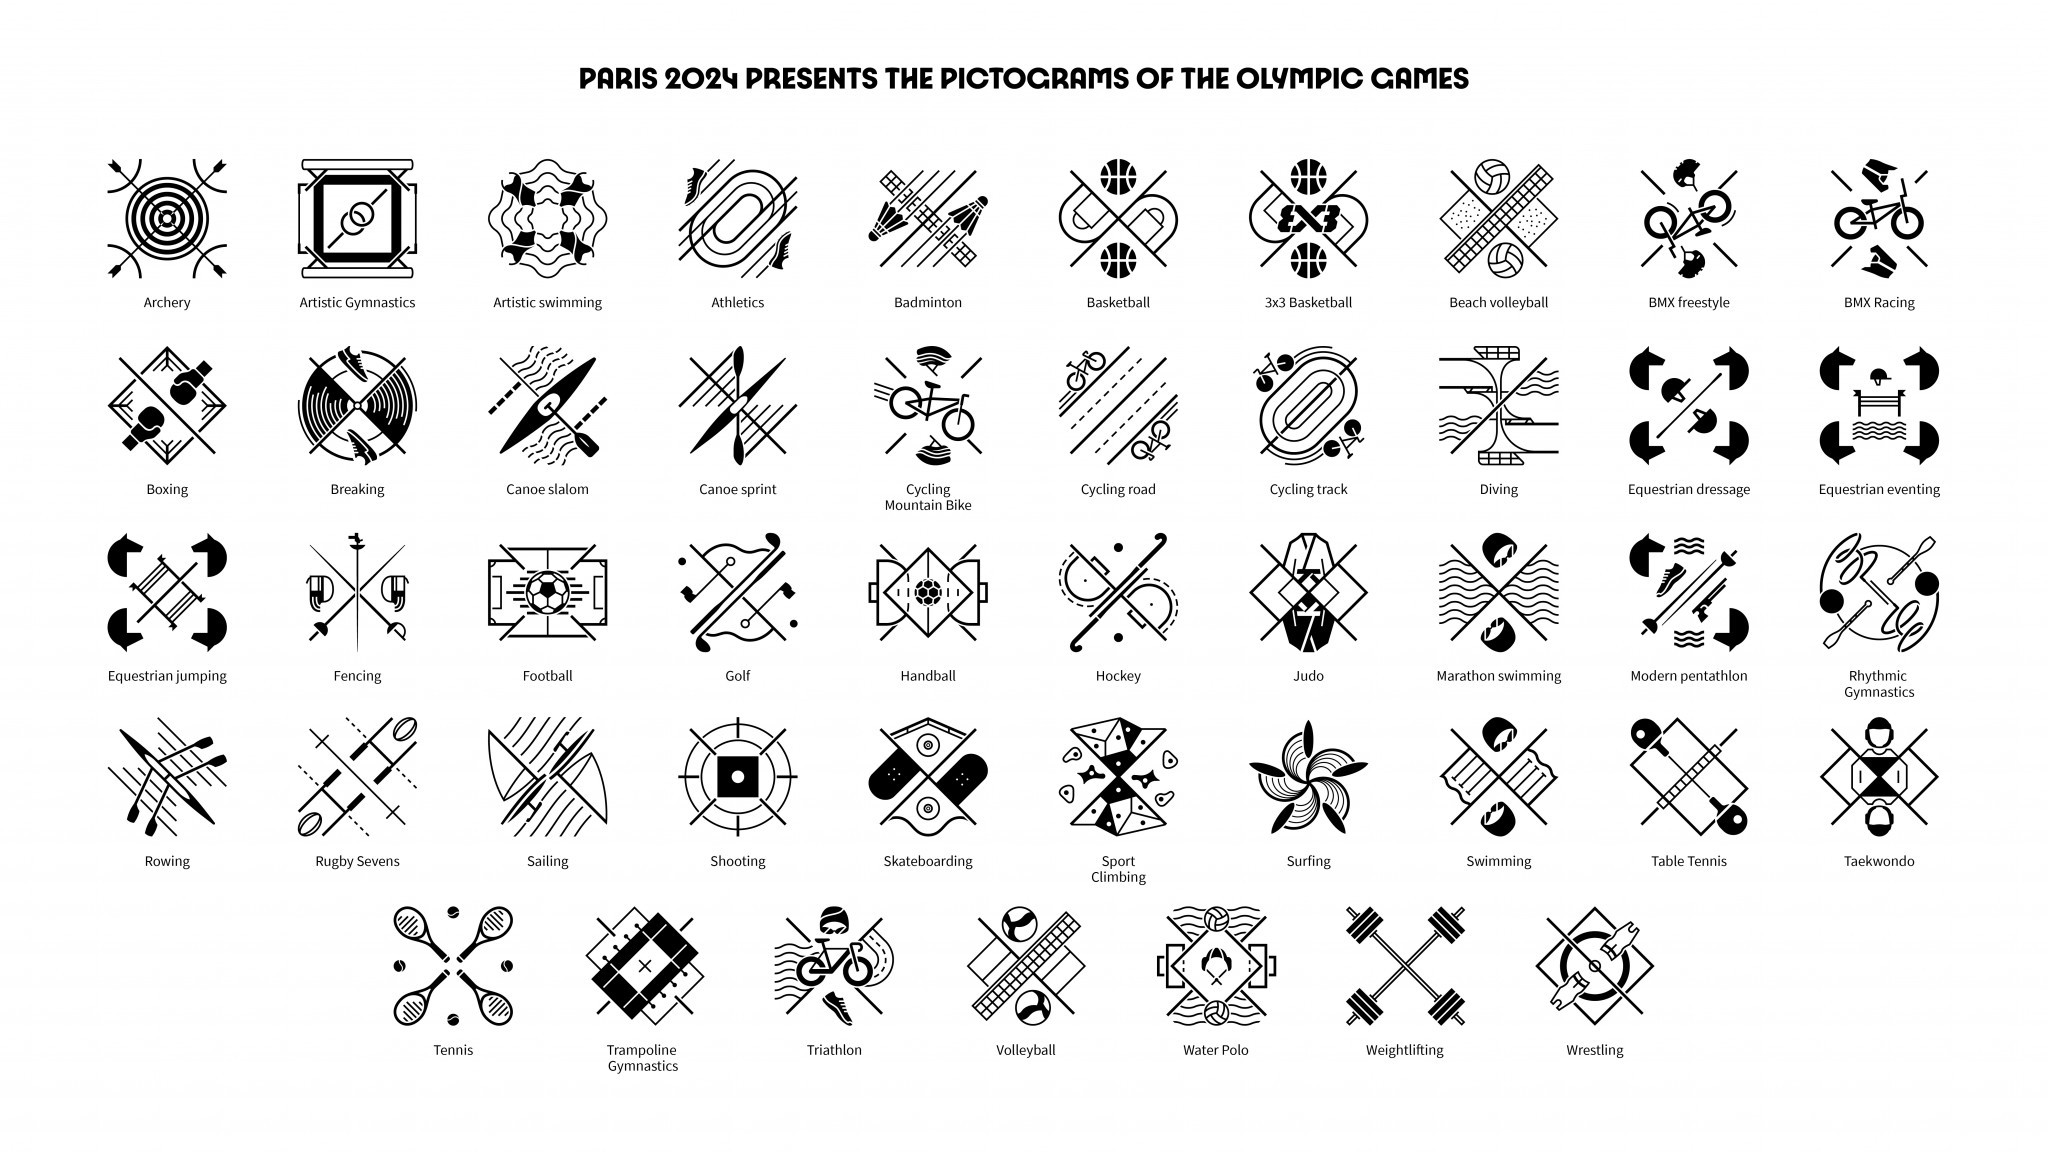 PARIS 2024 PRESENTS THE PICTOGRAMS OF THE OLYMPIC GAMES
Archery
Artistic Gymnastics
Artistic swimming
Athletics
Badminton
Basketball
3X3
3x3 Basketball
Beach volleyball
BMX freestyle
BMX Racing
Boxing
Breaking
Canoe slalom
Canoe sprint
Cycling
Mountain Bike
Cycling road
Cycling track
Diving
Equestrian dressage
Equestrian eventing
Equestrian jumping
Fencing
Football
Golf
Handball
Hockey
Judo
Marathon swimming
Modern pentathlon
Rhythmic
Gymnastics
Rowing
Rugby Sevens
Sailing
Shooting
Skateboarding
Sport
Climbing
Surfing
Swimming
Table Tennis
Taekwondo
Tennis
Trampoline
Gymnastics
Triathlon
Volleyball
Water Polo
Weightlifting
Wrestling